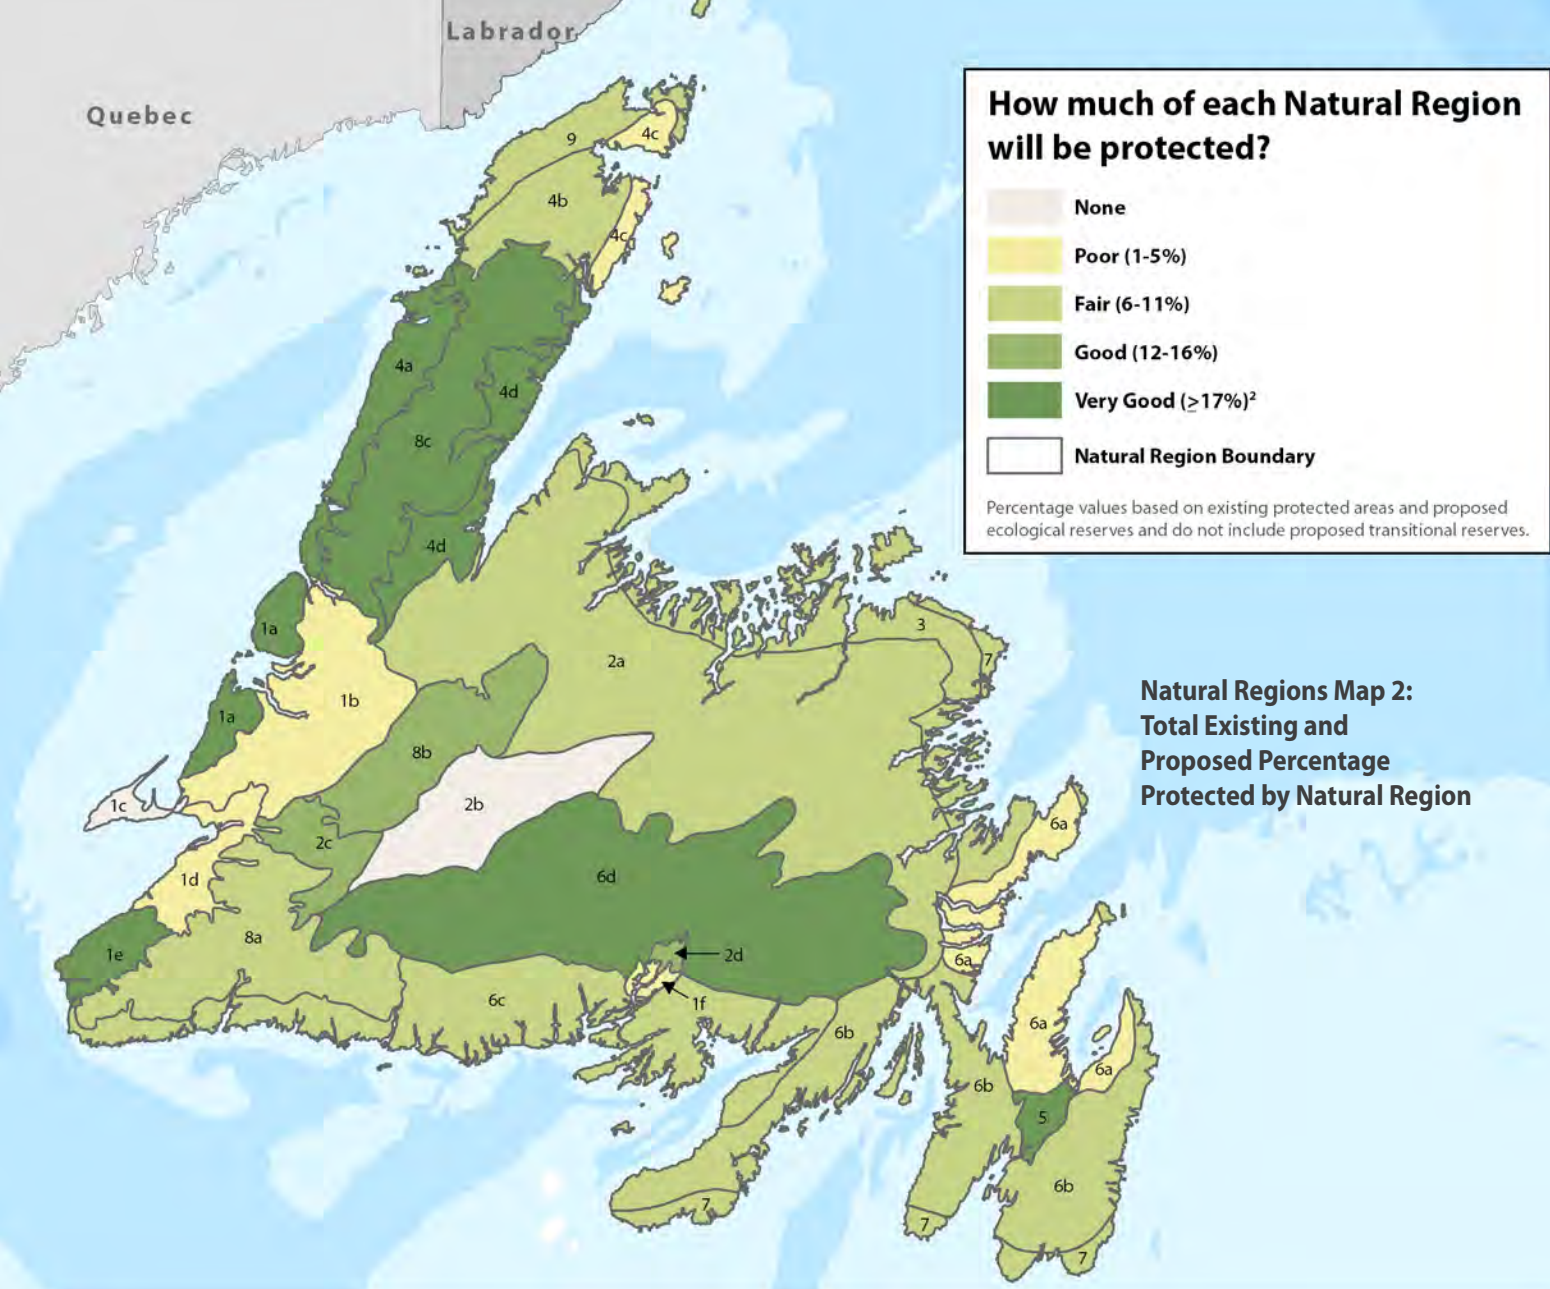 Labrador
Quebec
How much of each Natural Region
will be protected?
None
Poor (1-5%)
Fair (6-11%)
Good (12-16%)
Very Good (≥17%)²
Natural Region Boundary
Percentage values based on existing protected areas and proposed
ecological reserves and do not include proposed transitional reserves.
9
4c
4b
4c
4a
4d
8c
4d
1a
3
2a
7
1b
1a
8b
1c
2b
2c
6a
6d
1d
8a
1e
2d
6a
6c
1f
6b
6a
6a
6b
5
6b
7
7
7
Natural Regions Map 2:
Total Existing and
Proposed Percentage
Protected by Natural Region